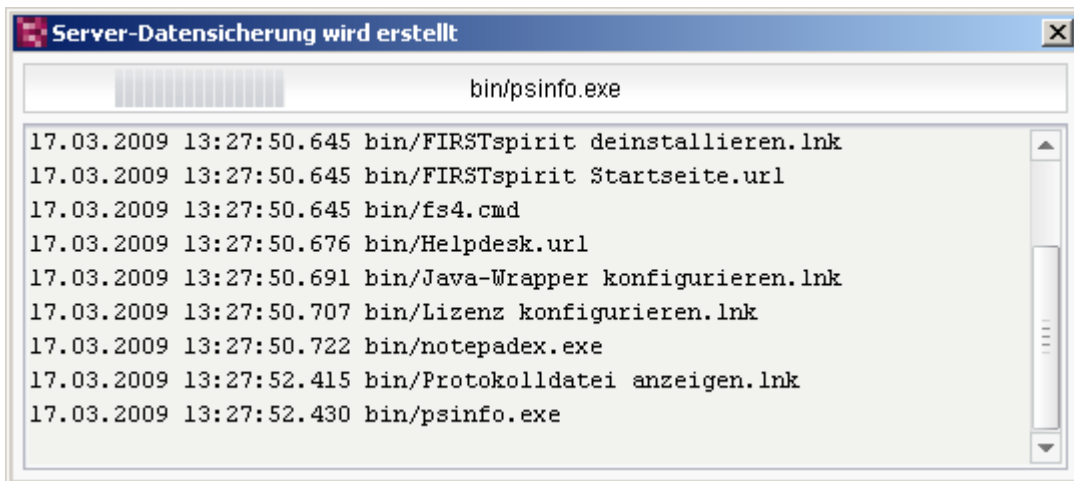 Server-Datensicherung wird erstellt
bin/psinfo.exe
17.03.2009 13:27:50.645 bin/FIRSTspirit deinstallieren.lnk
17.03.2009 13:27:50.645 bin/FIRSTspirit Startseite.url
17.03.2009 13:27:50.645 bin/fs4.cmd
17.03.2009 13:27:50.676 bin/Helpdesk.url
17.03.2009 13:27:50.691 bin/Java-Wrapper konfigurieren.lnk
17.03.2009 13:27:50.707 bin/Lizenz konfigurieren.lnk
17.03.2009 13:27:50.722 bin/notepadex.exe
17.03.2009 13:27:52.415 bin/Protokolldatei anzeigen.lnk
17.03.2009 13:27:52.430 bin/psinfo.exe